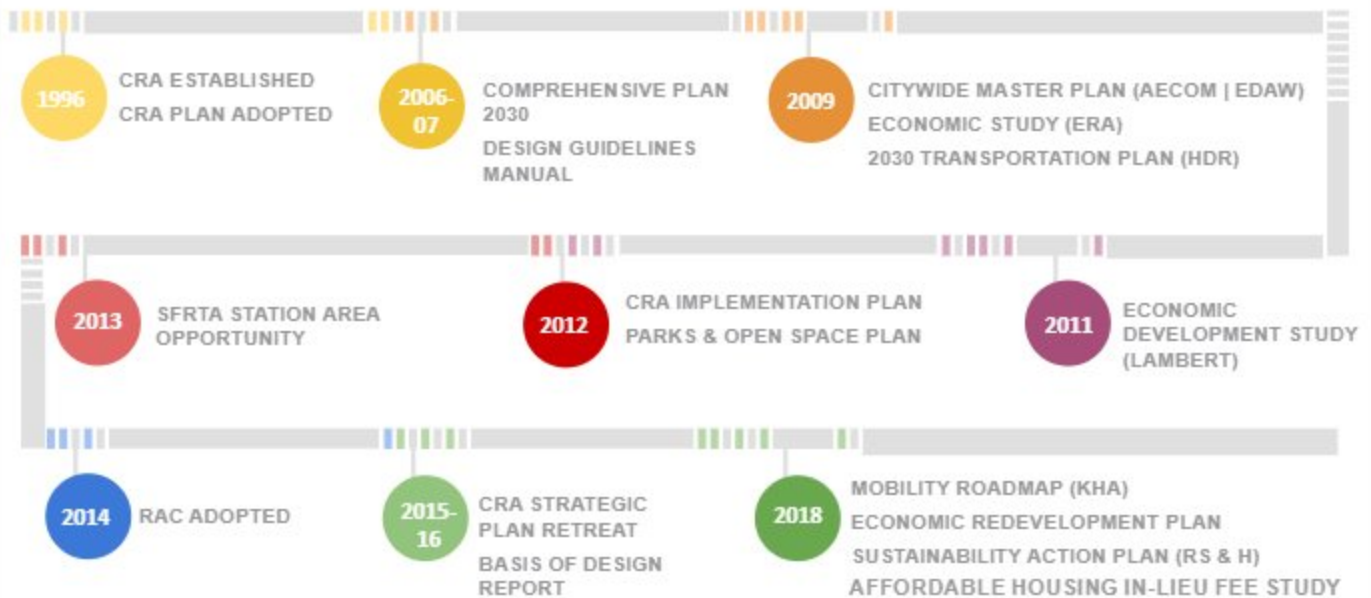 1996
CRA ESTABLISHED
CRA PLAN ADOPTED
2006-
07
COMPREHENSIVE PLAN
2030
DESIGN GUIDELINES
MANUAL
2009
CITYWIDE MASTER PLAN (AECOM | EDAW)
ECONOMIC STUDY (ERA)
2030 TRANSPORTATION PLAN (HDR)
2013
SFRTA STATION AREA
OPPORTUNITY
2012
CRA IMPLEMENTATION PLAN
PARKS & OPEN SPACE PLAN
2011
ECONOMIC
DEVELOPMENT STUDY
(LAMBERT)
2014
RAC ADOPTED
2015-
16
CRA STRATEGIC
PLAN RETREAT
BASIS OF DESIGN
REPORT
2018
MOBILITY ROADMAP (KHA)
ECONOMIC REDEVELOPMENT PLAN
SUSTAINABILITY ACTION PLAN (RS & H)
AFFORDABLE HOUSING IN-LIEU FEE STUDY